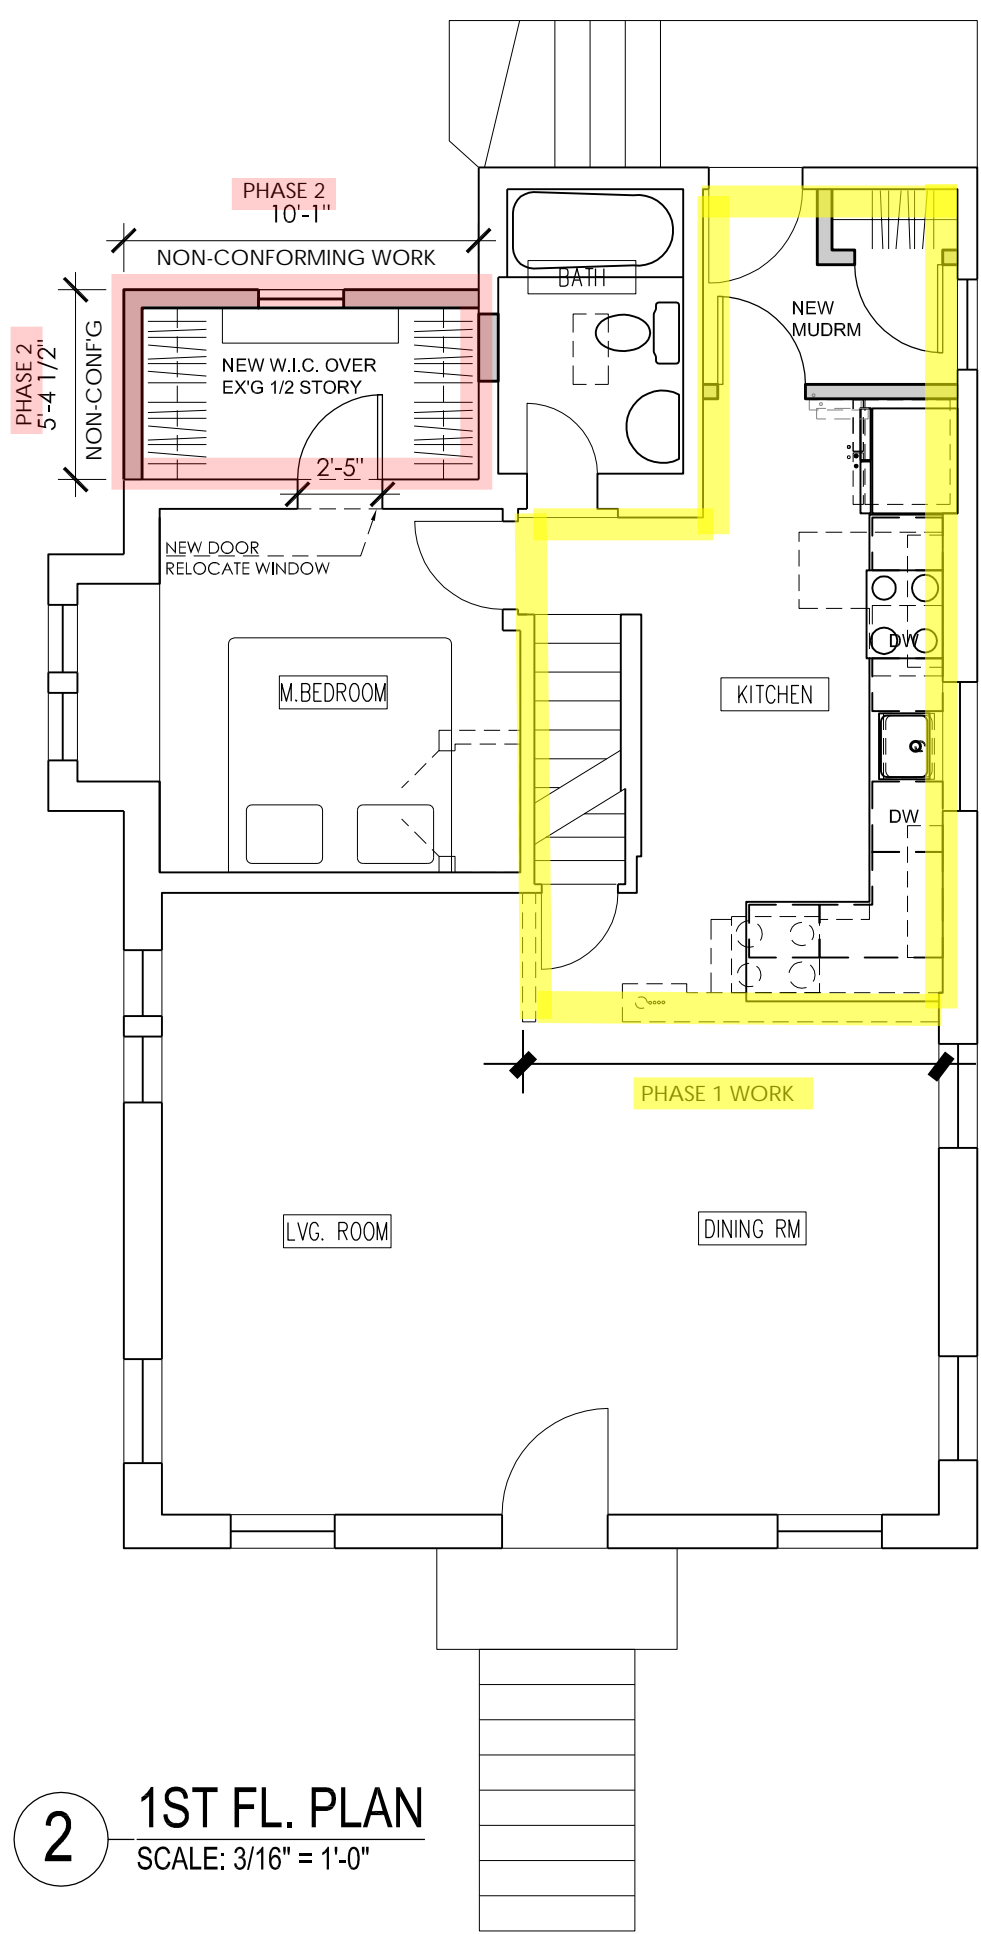 PHASE 2
10'-1"
NON-CONFORMING WORK
PHASE 2
5'-4 1/2"
NON-CONF'G
NEW W.I.C. OVER
EX'G 1/2 STORY
2'-5"
BATH
NEW
MUDRM
NEW DOOR
RELOCATE WINDOW
M.BEDROOM
KITCHEN
DW
DW
PHASE 1 WORK
LVG. ROOM
DINING RM
2
1ST FL. PLAN
SCALE: 3/16" = 1'-0"